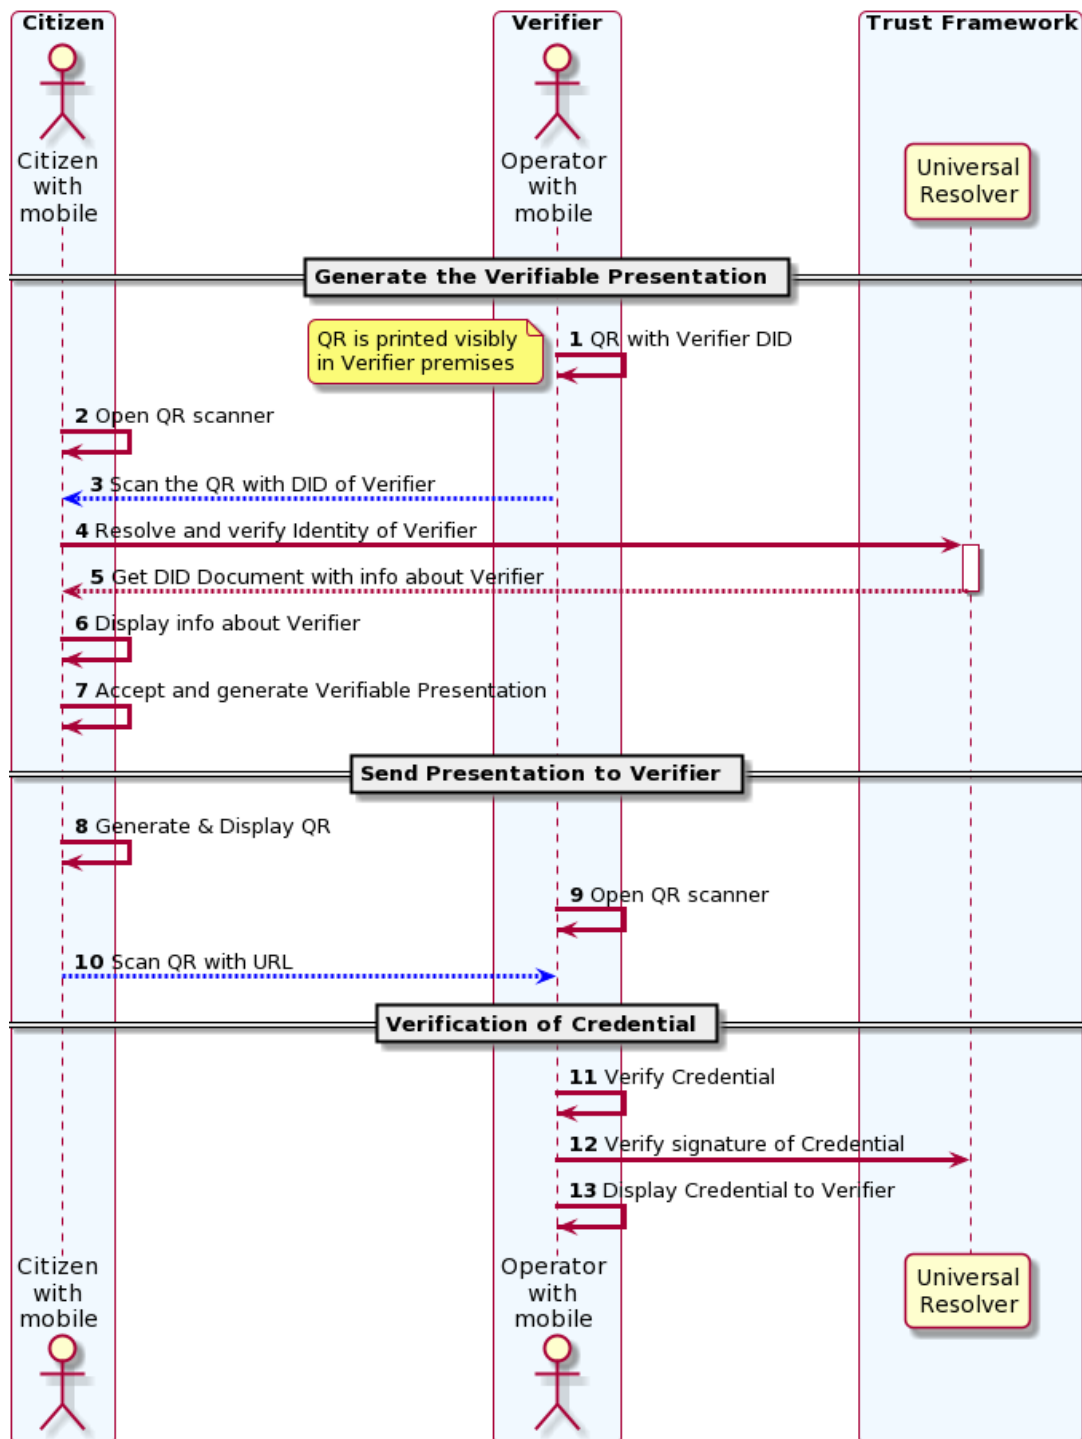 Citizen
Verifier
Trust Framework
Citizen
with
mobile
Operator
with
mobile
Universal
Resolver
Generate the Verifiable Presentation
QR is printed visibly
in Verifier premises
1 QR with Verifier DID
2 Open QR scanner
3 Scan the QR with DID of Verifier
4 Resolve and verify Identity of Verifier
5 Get DID Document with info about Verifier
6 Display info about Verifier
7 Accept and generate Verifiable Presentation
Send Presentation to Verifier
8 Generate & Display QR
9 Open QR scanner
10 Scan QR with URL
Verification of Credential
11 Verify Credential
12 Verify signature of Credential
13 Display Credential to Verifier
Citizen
with
mobile
Operator
with
mobile
Universal
Resolver